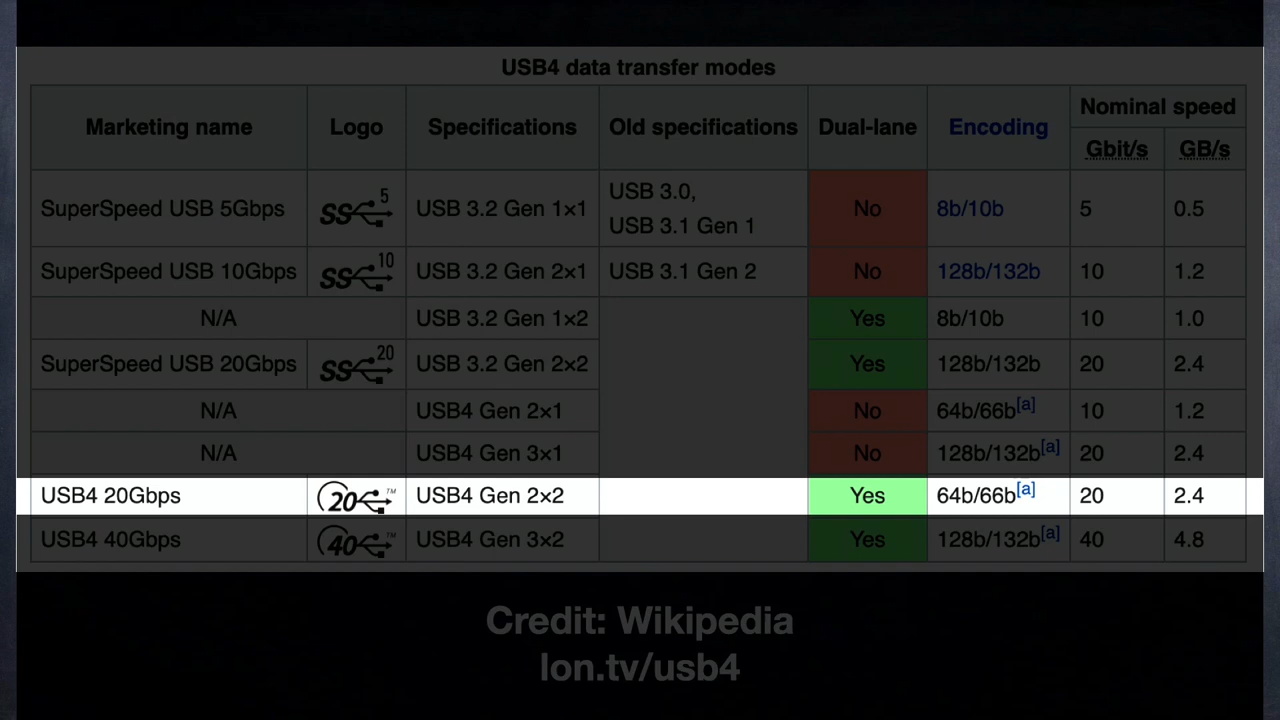 USB4 data transfer modes
Marketing name Logo Specifications Old specifications Dual-lane Encoding Nominal speed
Gbit/s GB/s
SuperSpeed USB 5Gbps SS 5 USB 3.2 Gen 1×1 USB 3.0, No 8b/10b 5 0.5
USB 3.1 Gen 1
SuperSpeed USB 10Gbps SS 10 USB 3.2 Gen 2×1 USB 3.1 Gen 2 No 128b/132b 10 1.2
N/A USB 3.2 Gen 1×2 Yes 8b/10b 10 1.0
SuperSpeed USB 20Gbps SS 20 USB 3.2 Gen 2×2 Yes 128b/132b 20 2.4
N/A USB4 Gen 2×1 No 64b/66b[a] 10 1.2
N/A USB4 Gen 3×1 No 128b/132b[a] 20 2.4
USB4 20Gbps 20 ™ USB4 Gen 2×2 Yes 64b/66b[a] 20 2.4
USB4 40Gbps 40 ™ USB4 Gen 3×2 Yes 128b/132b[a] 40 4.8
Credit: Wikipedia
lon.tv/usb4